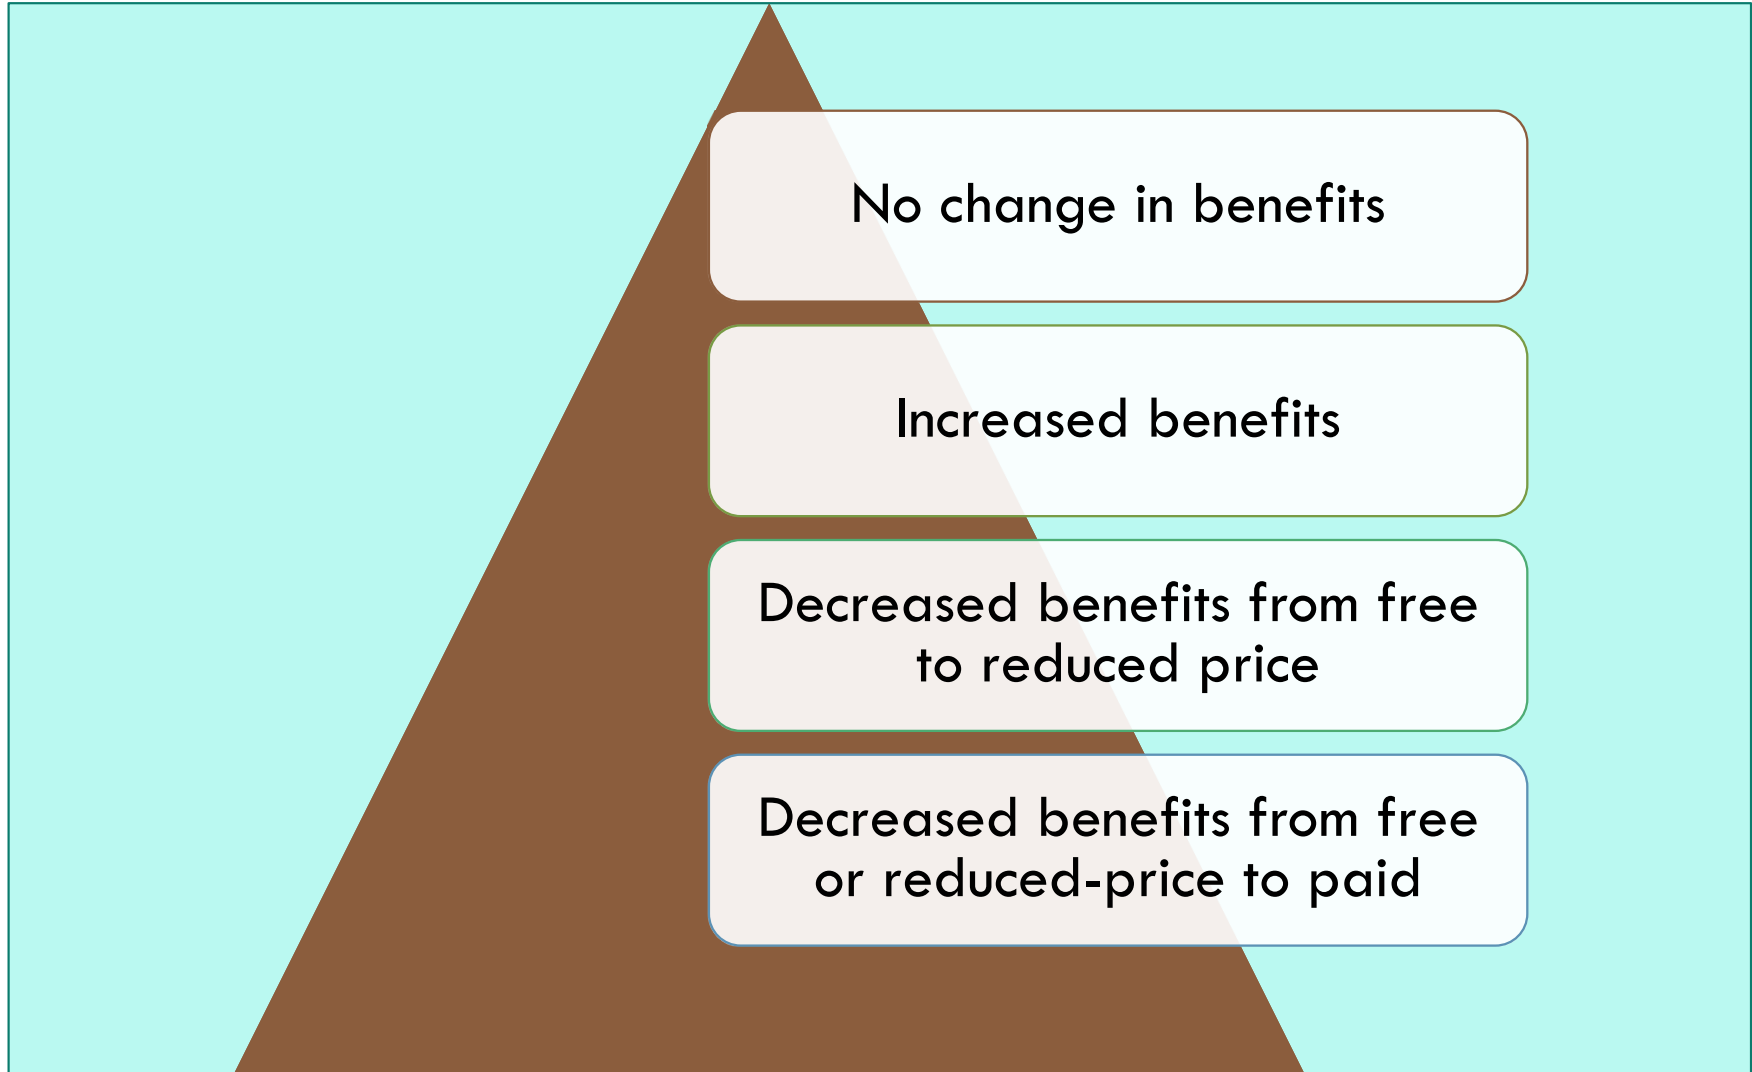 No change in benefits
Increased benefits
Decreased benefits from free
to reduced price
Decreased benefits from free
or reduced-price to paid